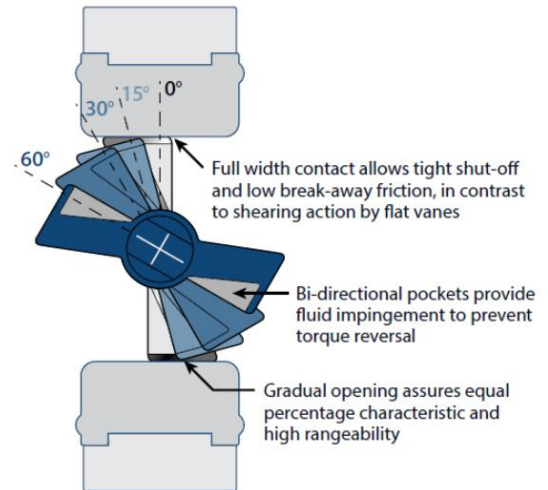 0°
15°
30°
60°
Full width contact allows tight shut-off
and low break-away friction, in contrast
to shearing action by flat vanes
Bi-directional pockets provide
fluid impingement to prevent
torque reversal
Gradual opening assures equal
percentage characteristic and
high rangeability